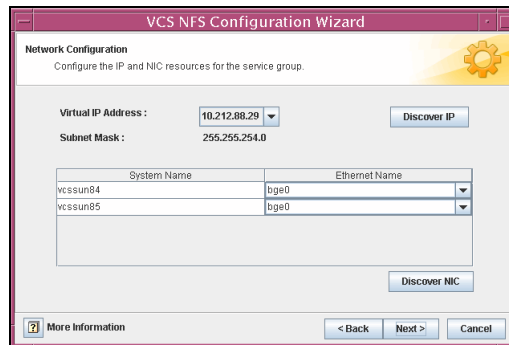 VCS NFS Configuration Wizard
Network Configuration
Configure the IP and NIC resources for the service group.
Virtual IP Address : 10.212.88.29 Discover IP
Subnet Mask : 255.255.254.0
System Name Ethernet Name
vcssun84 bge0
vcssun85 bge0
Discover NIC
? More Information < Back Next > Cancel